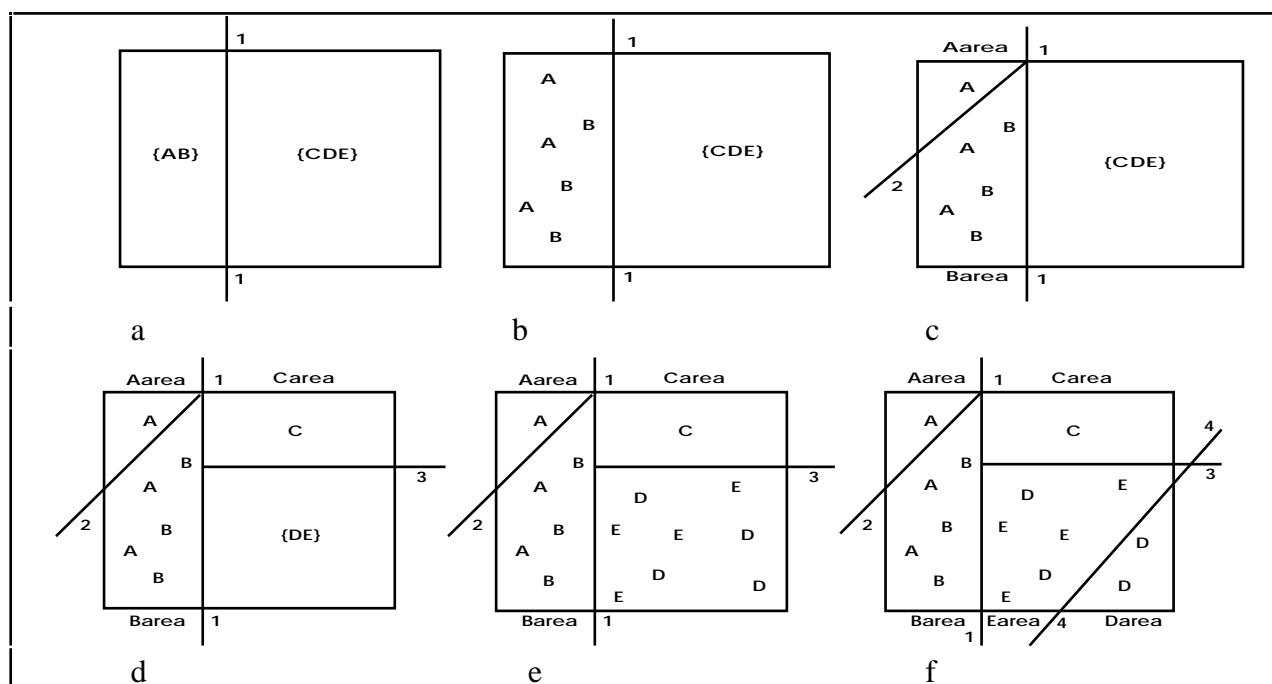 1
{AB} {CDE}
1
a
1
A
B
A
{CDE}
B
A
B
1
b
Aarea 1
A
B
A
{CDE}
2
B
A
B
Barea 1
c
Aarea 1 Carea
A
C
B
3
A
2
B
{DE}
A
B
Barea 1
d
Aarea 1 Carea
A
C
B
3
A D E
2
B E E D
A
B D D
E
Barea 1
e
Aarea 1 Carea
4
A
C
B
3
A D E
2
B E E
D
A
B D D
E
Barea Earea 4 Darea
1
f